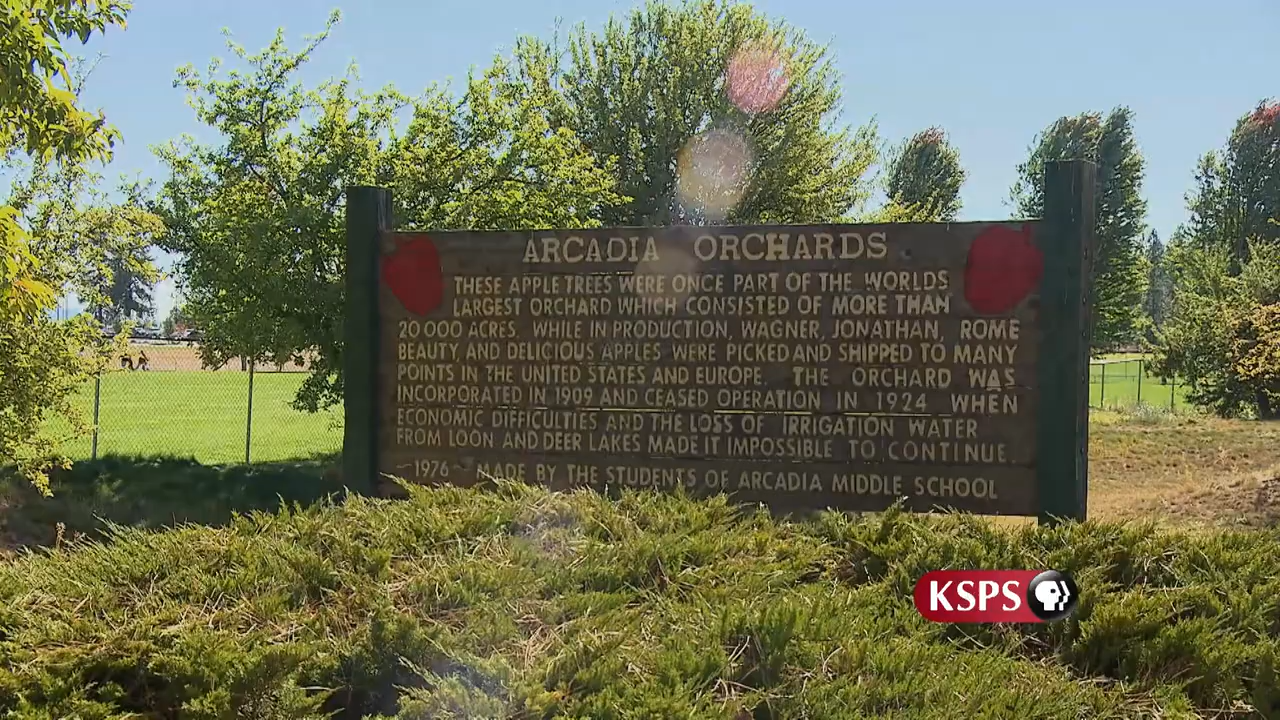 ARCADIA ORCHARDS
THESE APPLE TREES WERE ONCE PART OF THE WORLDS
LARGEST ORCHARD WHICH CONSISTED OF MORE THAN
20 000 ACRES. WHILE IN PRODUCTION, WAGNER, JONATHAN, ROME
BEAUTY, AND DELICIOUS APPLES WERE PICKED AND SHIPPED TO MANY
POINTS IN THE UNITED STATES AND EUROPE. THE ORCHARD WAS
INCORPORATED IN 1909 AND CEASED OPERATION IN 1924 WHEN
ECONOMIC DIFFICULTIES AND THE LOSS OF IRRIGATION WATER
FROM LOON AND DEER LAKES MADE IT IMPOSSIBLE TO CONTINUE.
~1976~ MADE BY THE STUDENTS OF ARCADIA MIDDLE SCHOOL
KSPS